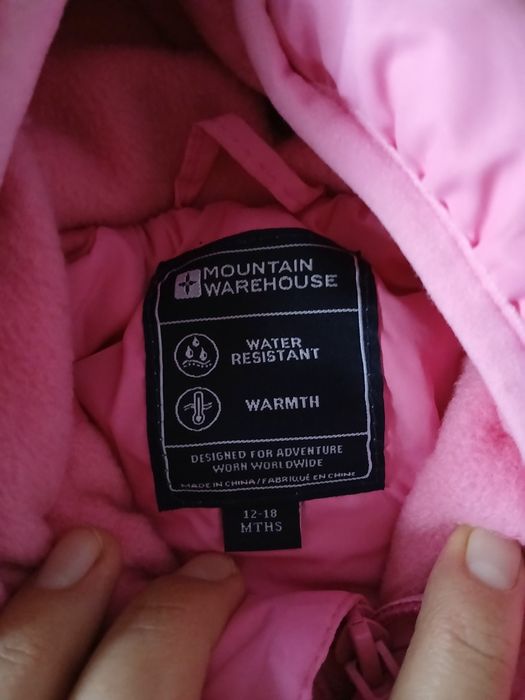 MOUNTAIN
WAREHOUSE
WATER
RESISTANT
WARMTH
DESIGNED FOR ADVENTURE
WORN WORLDWIDE
MADE IN CHINA/FABRIQUÉ EN CHINE
12-18
MTHS